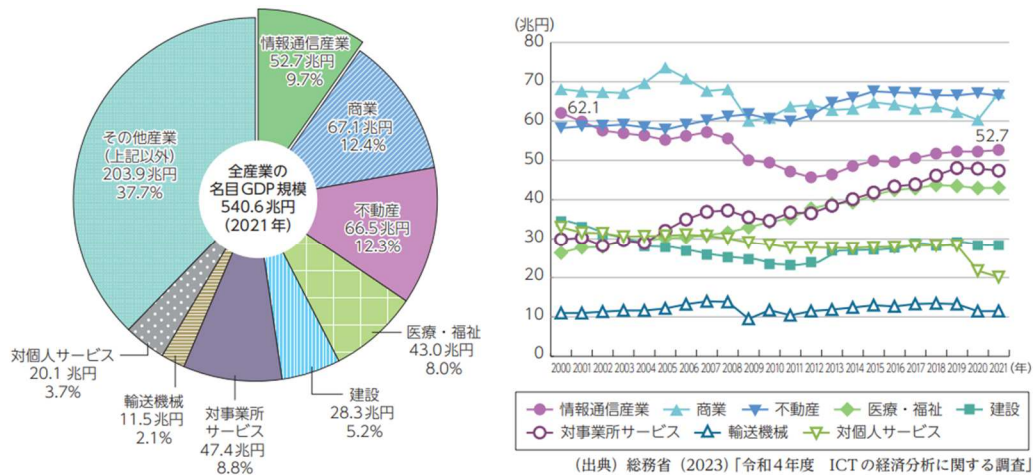 情報通信産業
52.7兆円
9.7%
商業
67.1兆円
12.4%
不動産
66.5兆円
12.3%
医療・福祉
43.0兆円
8.0%
建設
28.3兆円
5.2%
対事業所
サービス
47.4兆円
8.8%
輸送機械
11.5兆円
2.1%
対個人サービス
20.1兆円
3.7%
その他産業
(上記以外)
203.9兆円
37.7%
全産業の
名目GDP規模
540.6兆円
(2021年)
(兆円)
80
70
60
50
40
30
20
10
0
62.1
52.7
2000 2001 2002 2003 2004 2005 2006 2007 2008 2009 2010 2011 2012 2013 2014 2015 2016 2017 2018 2019 2020 2021 (年)
情報通信産業 商業 不動産 医療・福祉 建設
対事業所サービス 輸送機械 対個人サービス
(出典)総務省(2023)「令和4年度 ICTの経済分析に関する調査」